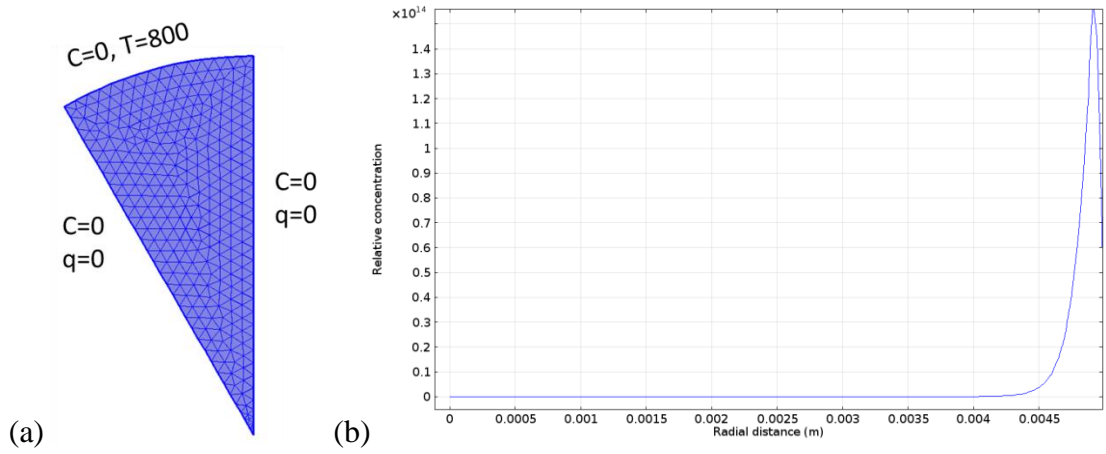 C=0, T=800
C=0
q=0
C=0
q=0
(a)
×10¹⁴
1.4
1.3
1.2
1.1
1
0.9
0.8
0.7
0.6
0.5
0.4
0.3
0.2
0.1
0
Relative concentration
0 0.0005 0.001 0.0015 0.002 0.0025 0.003 0.0035 0.004 0.0045
Radial distance (m)
(b)